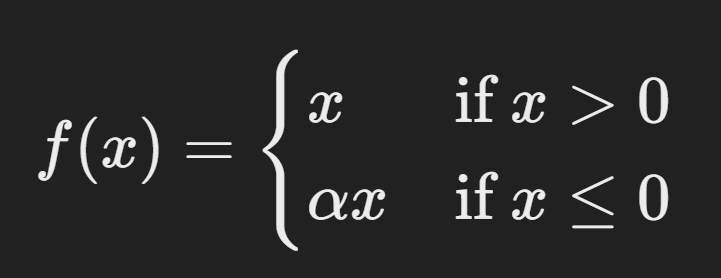 f(x) = { x if x > 0
αx if x ≤ 0